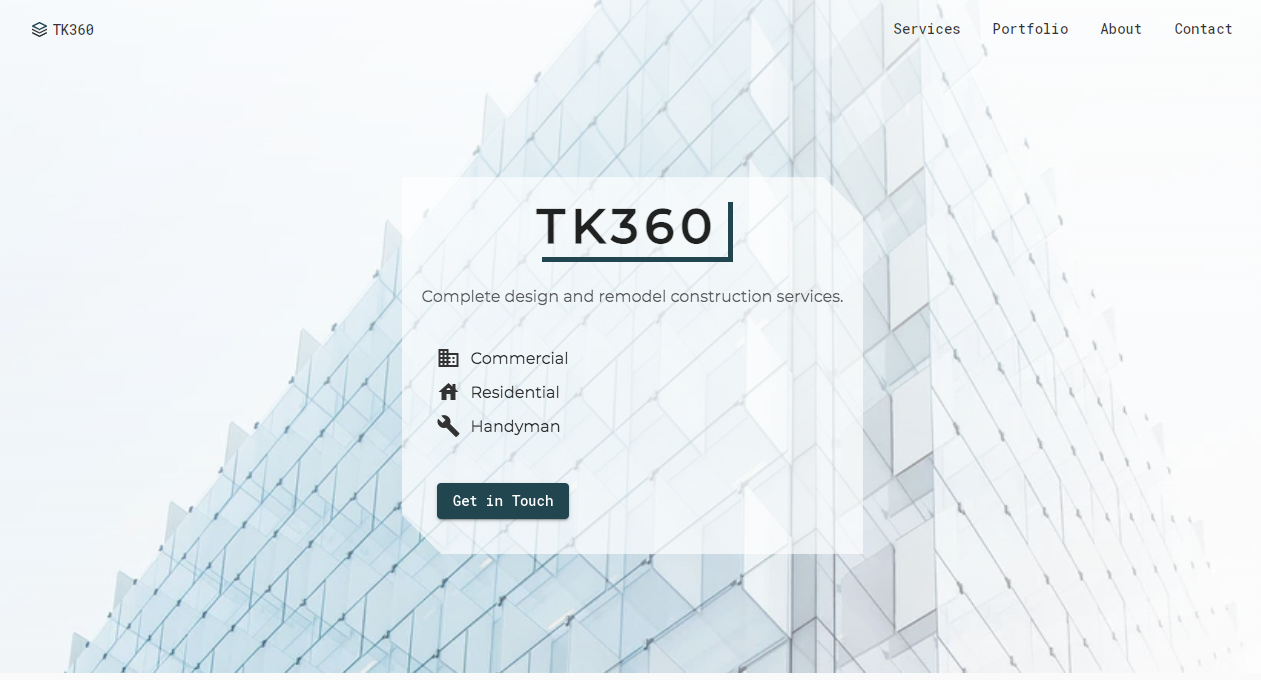 TK360
Services Portfolio About Contact
TK360
Complete design and remodel construction services.
Commercial
Residential
Handyman
Get in Touch